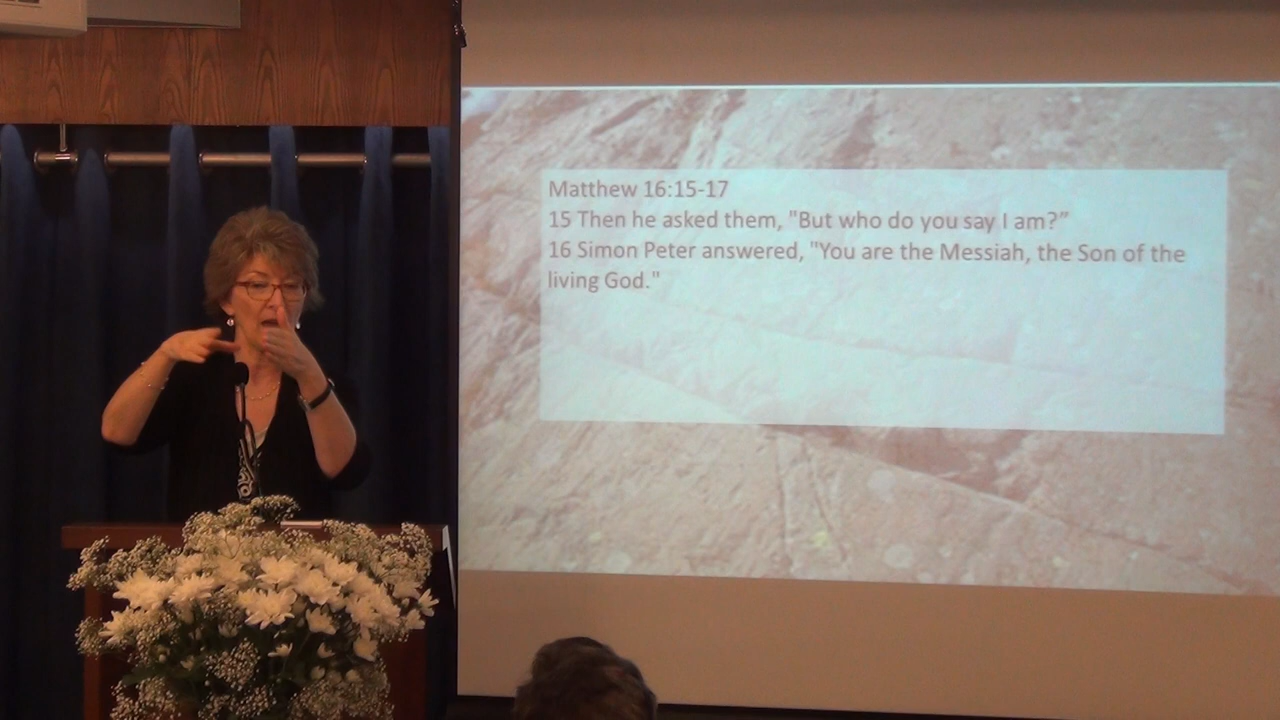 Matthew 16:15-17
15 Then he asked them, "But who do you say I am?”
16 Simon Peter answered, "You are the Messiah, the Son of the
living God."